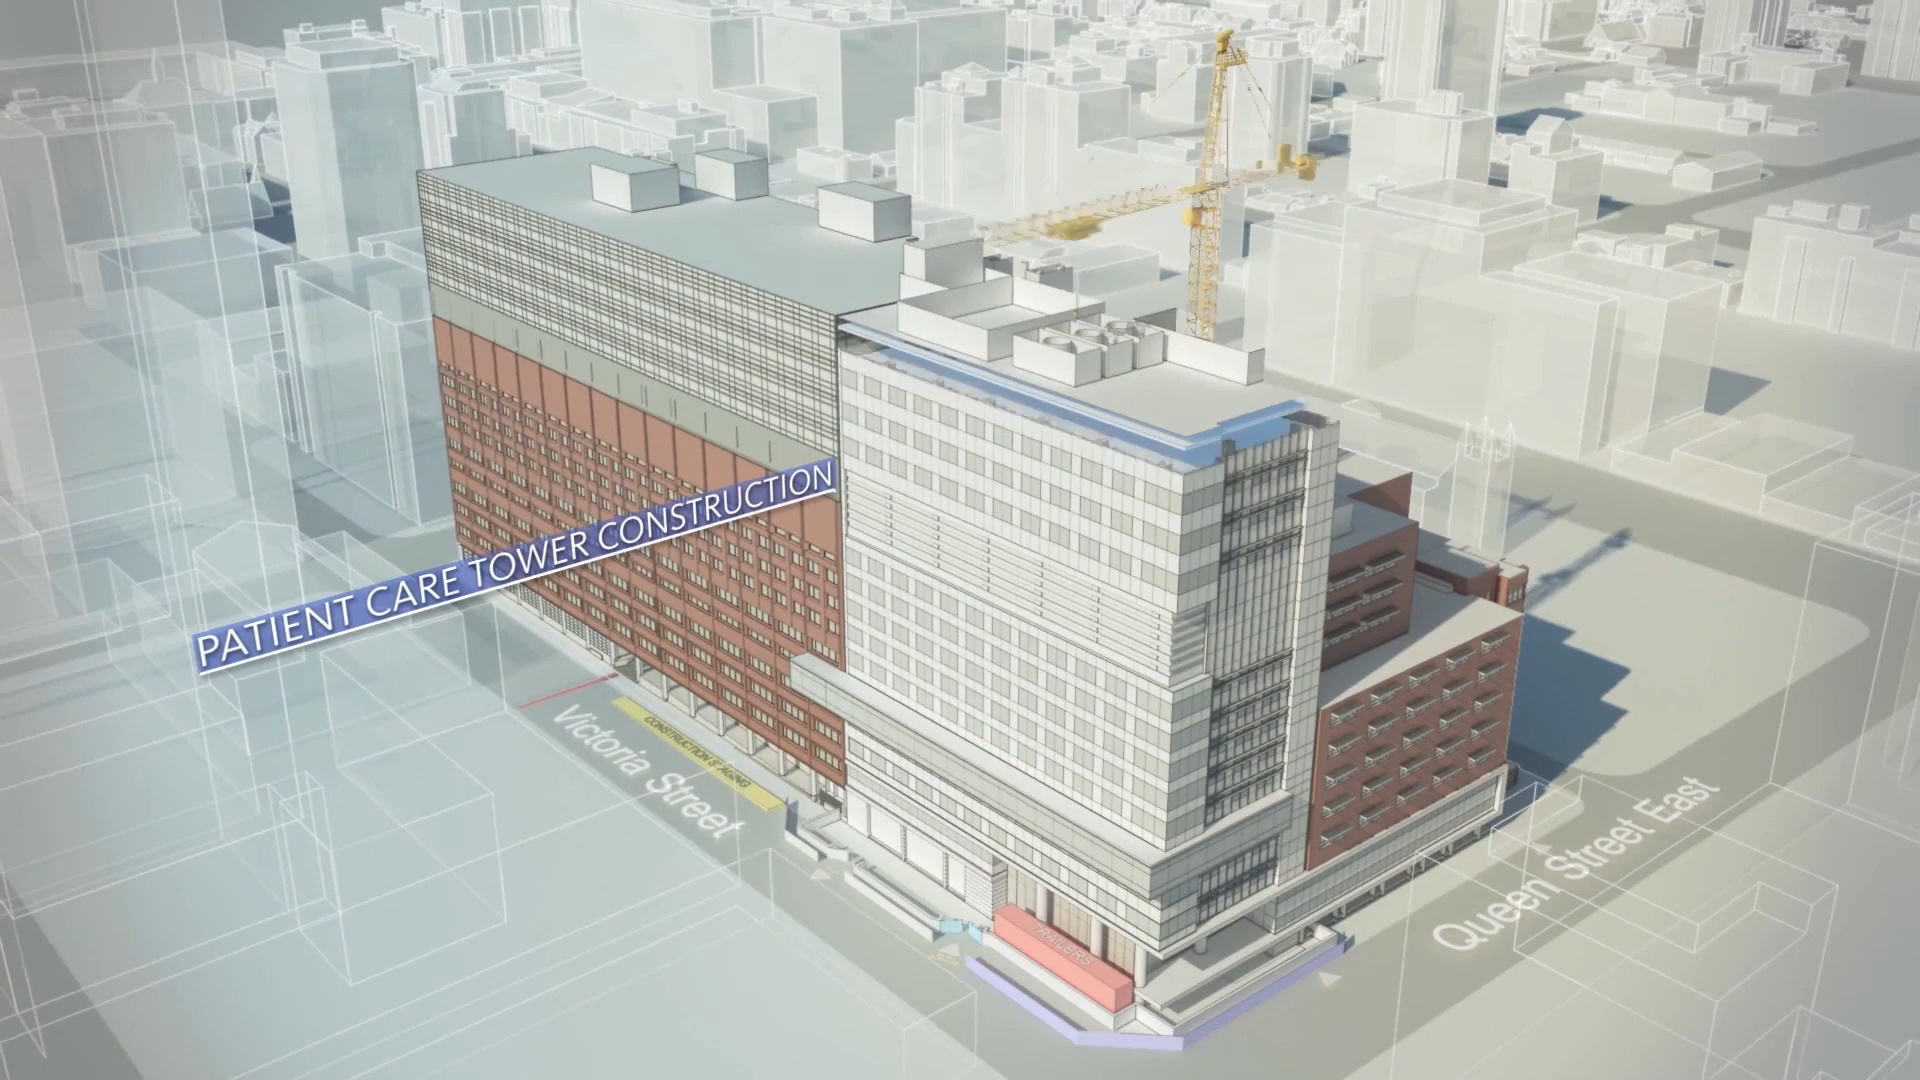 PATIENT CARE TOWER CONSTRUCTION
Victoria Street
CONSTRUCTION STAGING
TRAILERS
Queen Street East